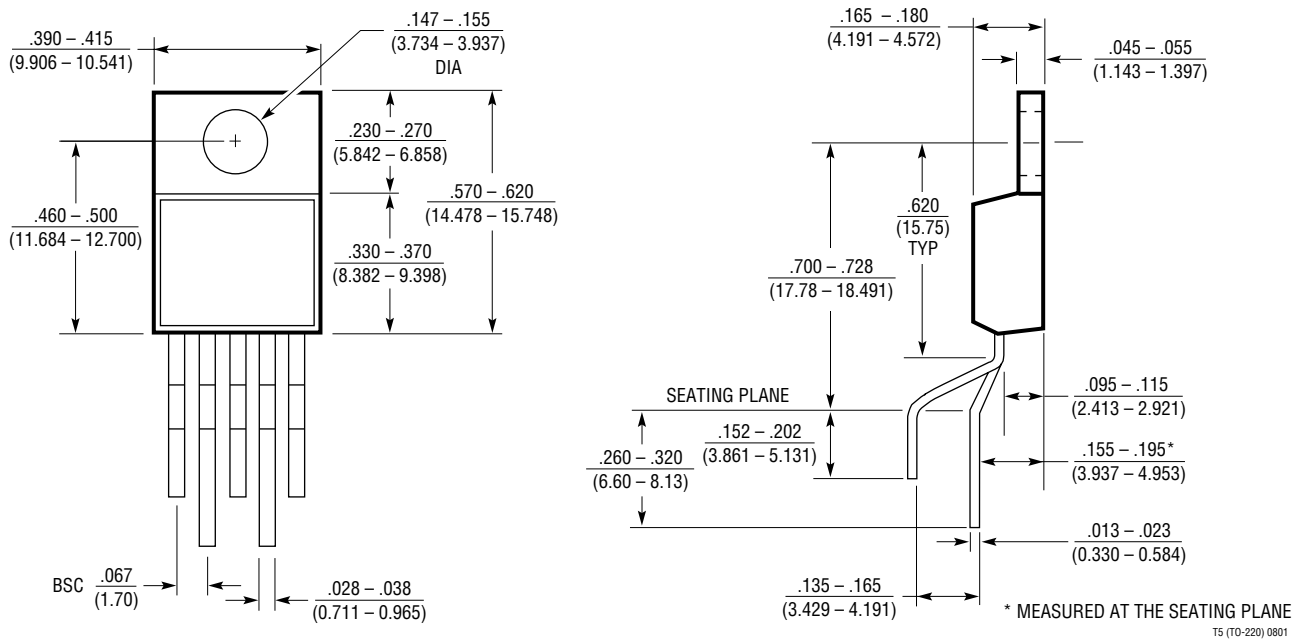 .390 – .415
(9.906 – 10.541)
.147 – .155
(3.734 – 3.937)
DIA
.230 – .270
(5.842 – 6.858)
.460 – .500
(11.684 – 12.700)
.570 – .620
(14.478 – 15.748)
.330 – .370
(8.382 – 9.398)
BSC
.067
(1.70)
.028 – .038
(0.711 – 0.965)
.165 – .180
(4.191 – 4.572)
.045 – .055
(1.143 – 1.397)
.620
(15.75)
TYP
.700 – .728
(17.78 – 18.491)
SEATING PLANE
.152 – .202
(3.861 – 5.131)
.260 – .320
(6.60 – 8.13)
.095 – .115
(2.413 – 2.921)
.155 – .195*
(3.937 – 4.953)
.013 – .023
(0.330 – 0.584)
.135 – .165
(3.429 – 4.191)
* MEASURED AT THE SEATING PLANE
T5 (TO-220) 0801